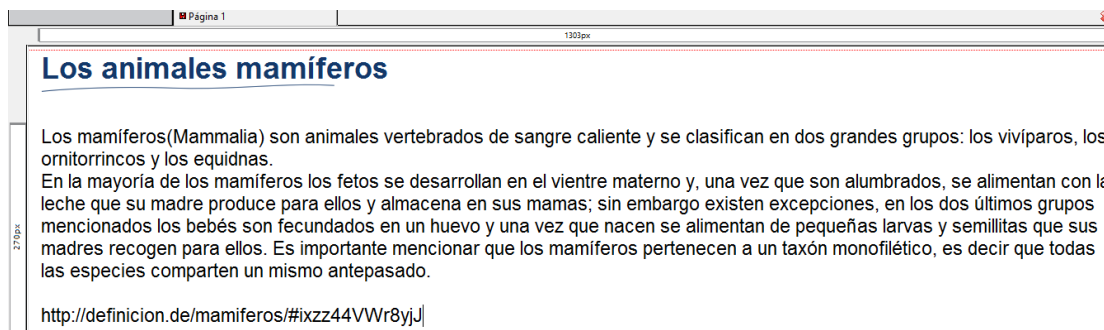 Página 1
1303px
Los animales mamíferos
Los mamíferos(Mammalia) son animales vertebrados de sangre caliente y se clasifican en dos grandes grupos: los vivíparos, los
ornitorrincos y los equidnas.
En la mayoría de los mamíferos los fetos se desarrollan en el vientre materno y, una vez que son alumbrados, se alimentan con la
leche que su madre produce para ellos y almacena en sus mamas; sin embargo existen excepciones, en los dos últimos grupos
mencionados los bebés son fecundados en un huevo y una vez que nacen se alimentan de pequeñas larvas y semillitas que sus
madres recogen para ellos. Es importante mencionar que los mamíferos pertenecen a un taxón monofilético, es decir que todas
las especies comparten un mismo antepasado.
270px
http://definicion.de/mamiferos/#ixzz44VWr8yjJ